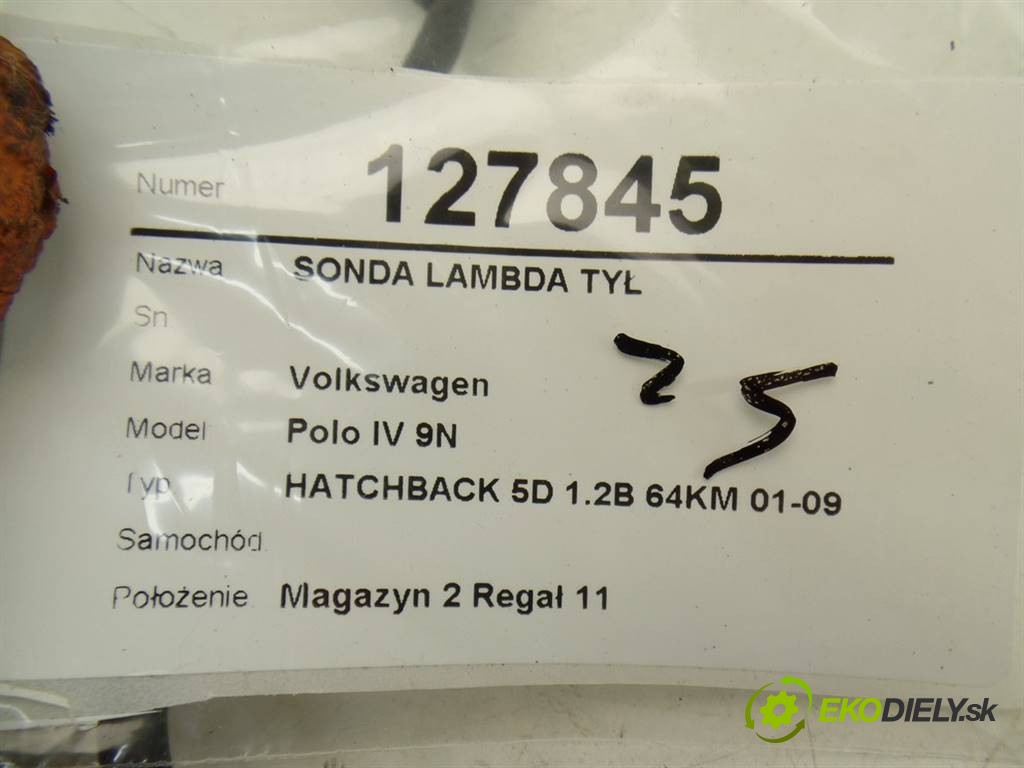 Numer 127845
Nazwa SONDA LAMBDA TYŁ
Sn
Marka Volkswagen
25
Model Polo IV 9N
Typ HATCHBACK 5D 1.2B 64KM 01-09
Samochód
Położenie Magazyn 2 Regał 11
EKODIELY.sk